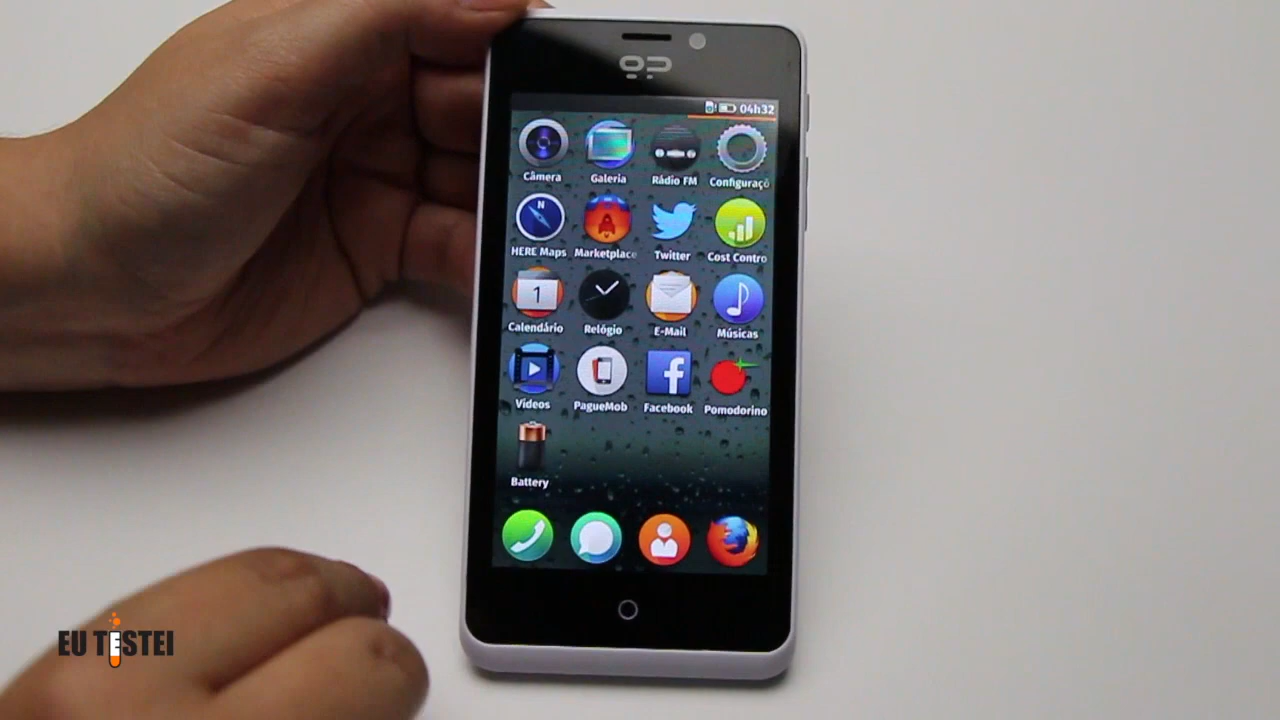 04h32
Câmera Galeria Rádio FM Configuraçõ
N
HERE Maps Marketplace Twitter Cost Contro
1
Calendário Relógio E-Mail Músicas
Vídeos PagueMob Facebook Pomodorino
Battery
EU TESTEI